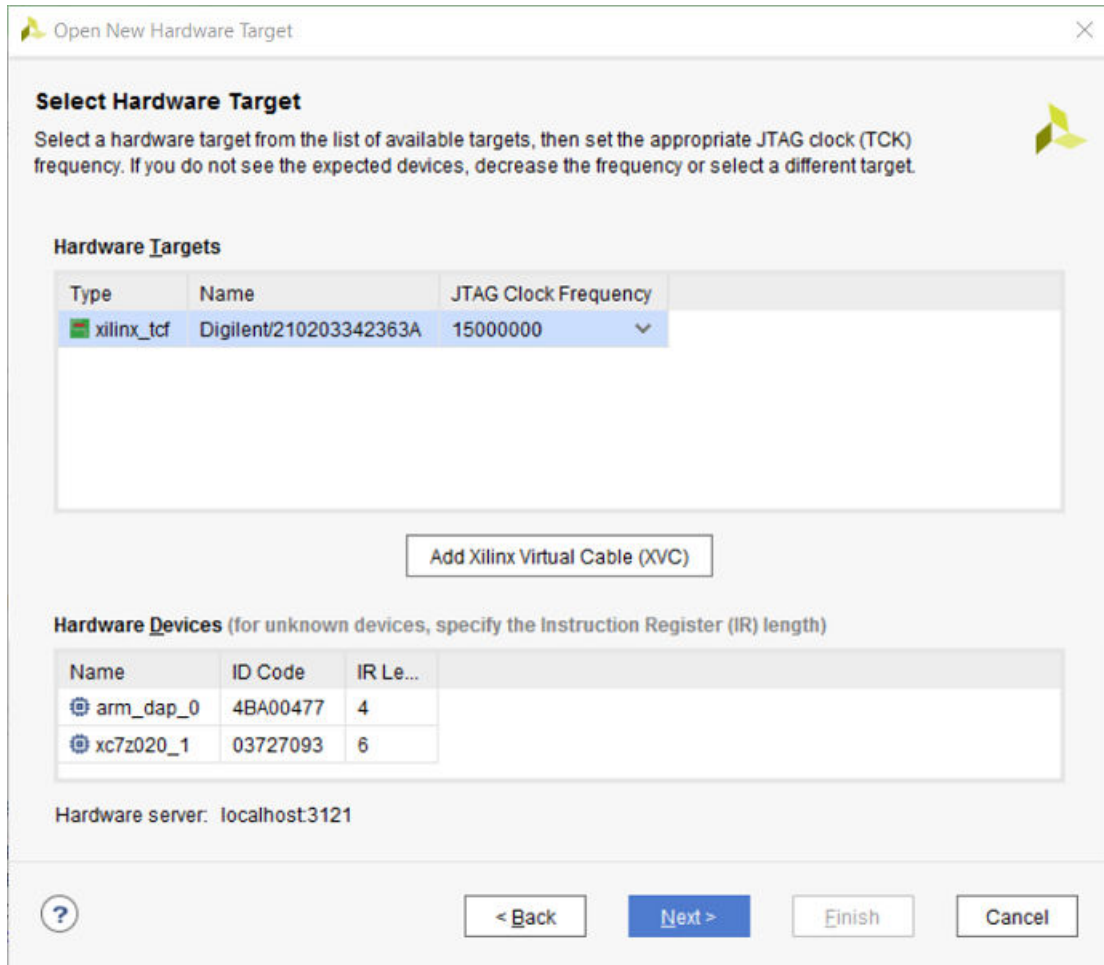 Open New Hardware Target
Select Hardware Target
Select a hardware target from the list of available targets, then set the appropriate JTAG clock (TCK)
frequency. If you do not see the expected devices, decrease the frequency or select a different target.
Hardware Targets
Type Name JTAG Clock Frequency
xilinx_tcf Digilent/210203342363A 15000000
Add Xilinx Virtual Cable (XVC)
Hardware Devices (for unknown devices, specify the Instruction Register (IR) length)
Name ID Code IR Le...
arm_dap_0 4BA00477 4
xc7z020_1 03727093 6
Hardware server: localhost:3121
? < Back Next > Finish Cancel